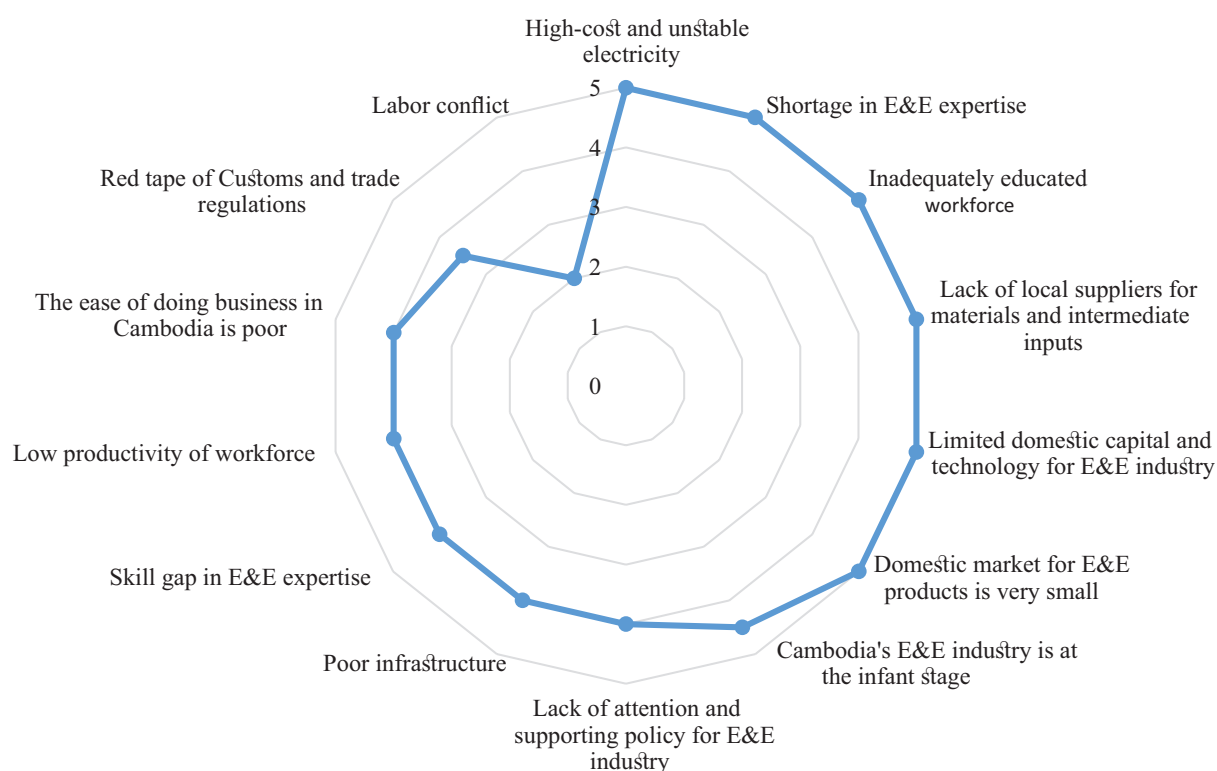 High-cost and unstable
electricity
Shortage in E&E expertise
Inadequately educated
workforce
Lack of local suppliers for
materials and intermediate
inputs
Limited domestic capital and
technology for E&E industry
Domestic market for E&E
products is very small
Cambodia's E&E industry is at
the infant stage
Lack of attention and
supporting policy for E&E
industry
Poor infrastructure
Skill gap in E&E expertise
Low productivity of workforce
The ease of doing business in
Cambodia is poor
Red tape of Customs and trade
regulations
Labor conflict
5
4
3
2
1
0